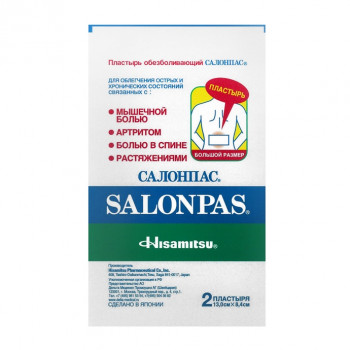 Пластырь обезболивающий САЛОНПАС®
ДЛЯ ОБЛЕГЧЕНИЯ ОСТРЫХ И
ХРОНИЧЕСКИХ СОСТОЯНИЙ
СВЯЗАННЫХ С :
МЫШЕЧНОЙ
БОЛЬЮ
АРТРИТОМ
БОЛЬЮ В СПИНЕ
РАСТЯЖЕНИЯМИ
ПЛАСТЫРЬ
БОЛЬШОЙ РАЗМЕР
САЛОНПАС®
SALONPAS®
Hisamitsu®
Производитель
Hisamitsu Pharmaceutical Co., Inc.
СДЕЛАНО В ЯПОНИИ
2 ПЛАСТЫРЯ
13,0см × 8,4см